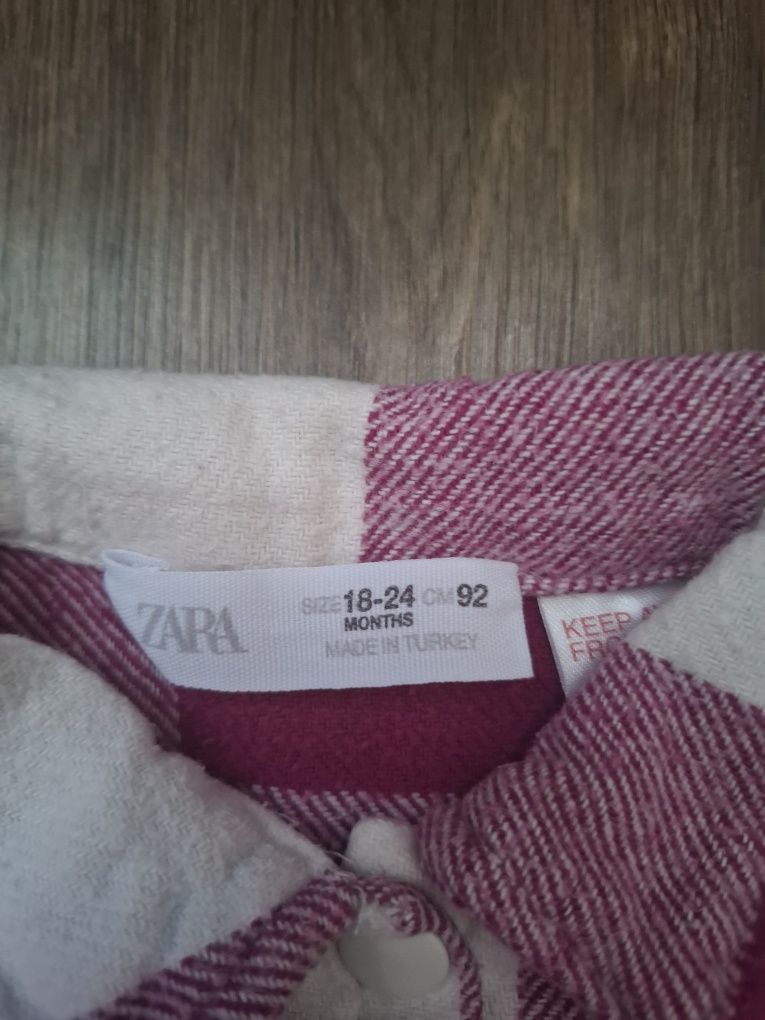 ZARA
SIZE 18-24 CM 92
MONTHS
MADE IN TURKEY
KEEP